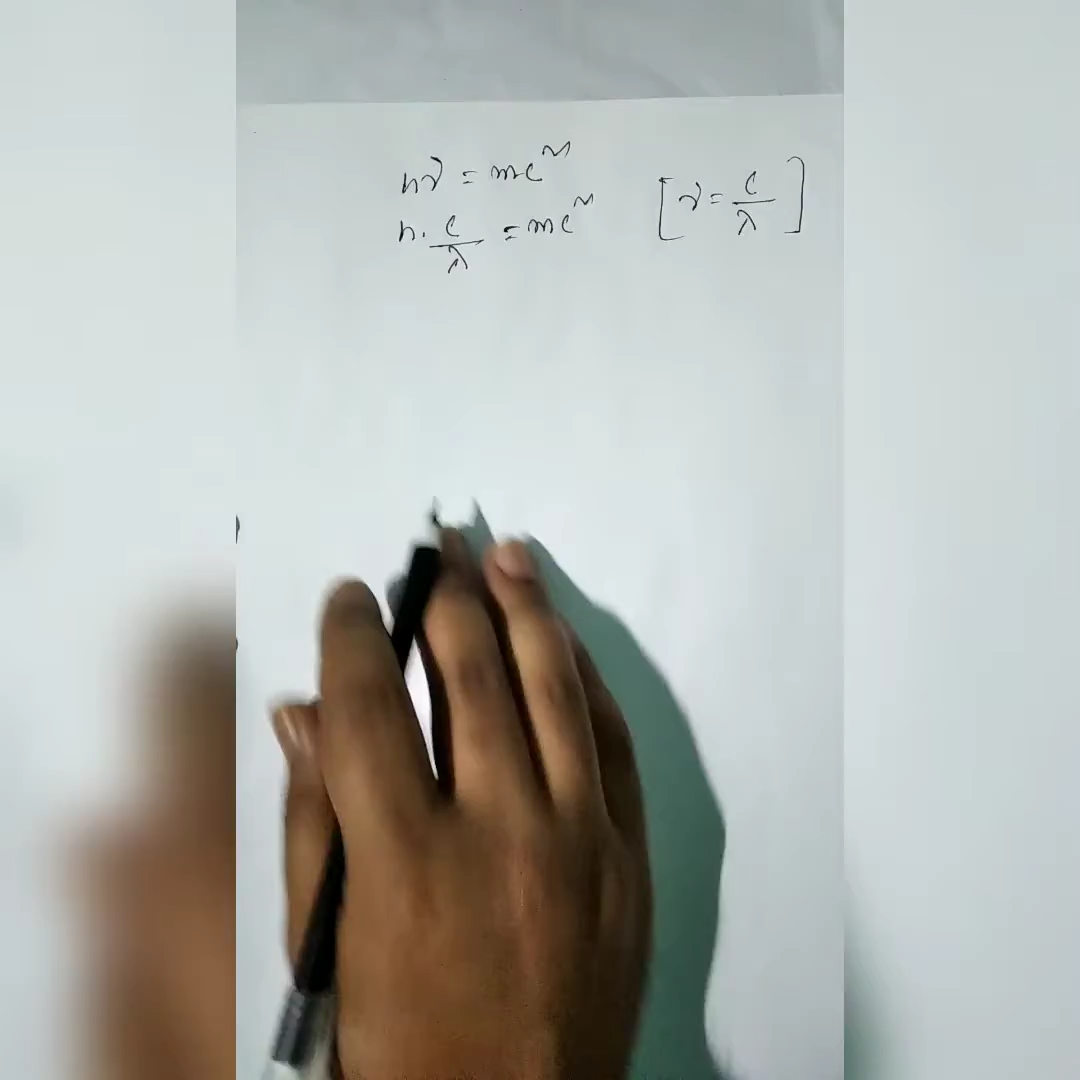 hν = mc²
h. c/λ = mc² [ν = c/λ]